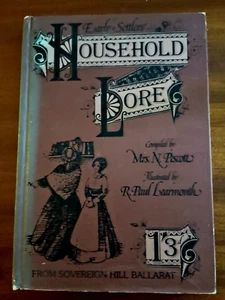 Early Settlers'
HOUSEHOLD
LORE
Compiled by
Mrs. N. Pescott
Illustrated by
R. Paul Learmonth
1'3
FROM SOVEREIGN HILL BALLARAT